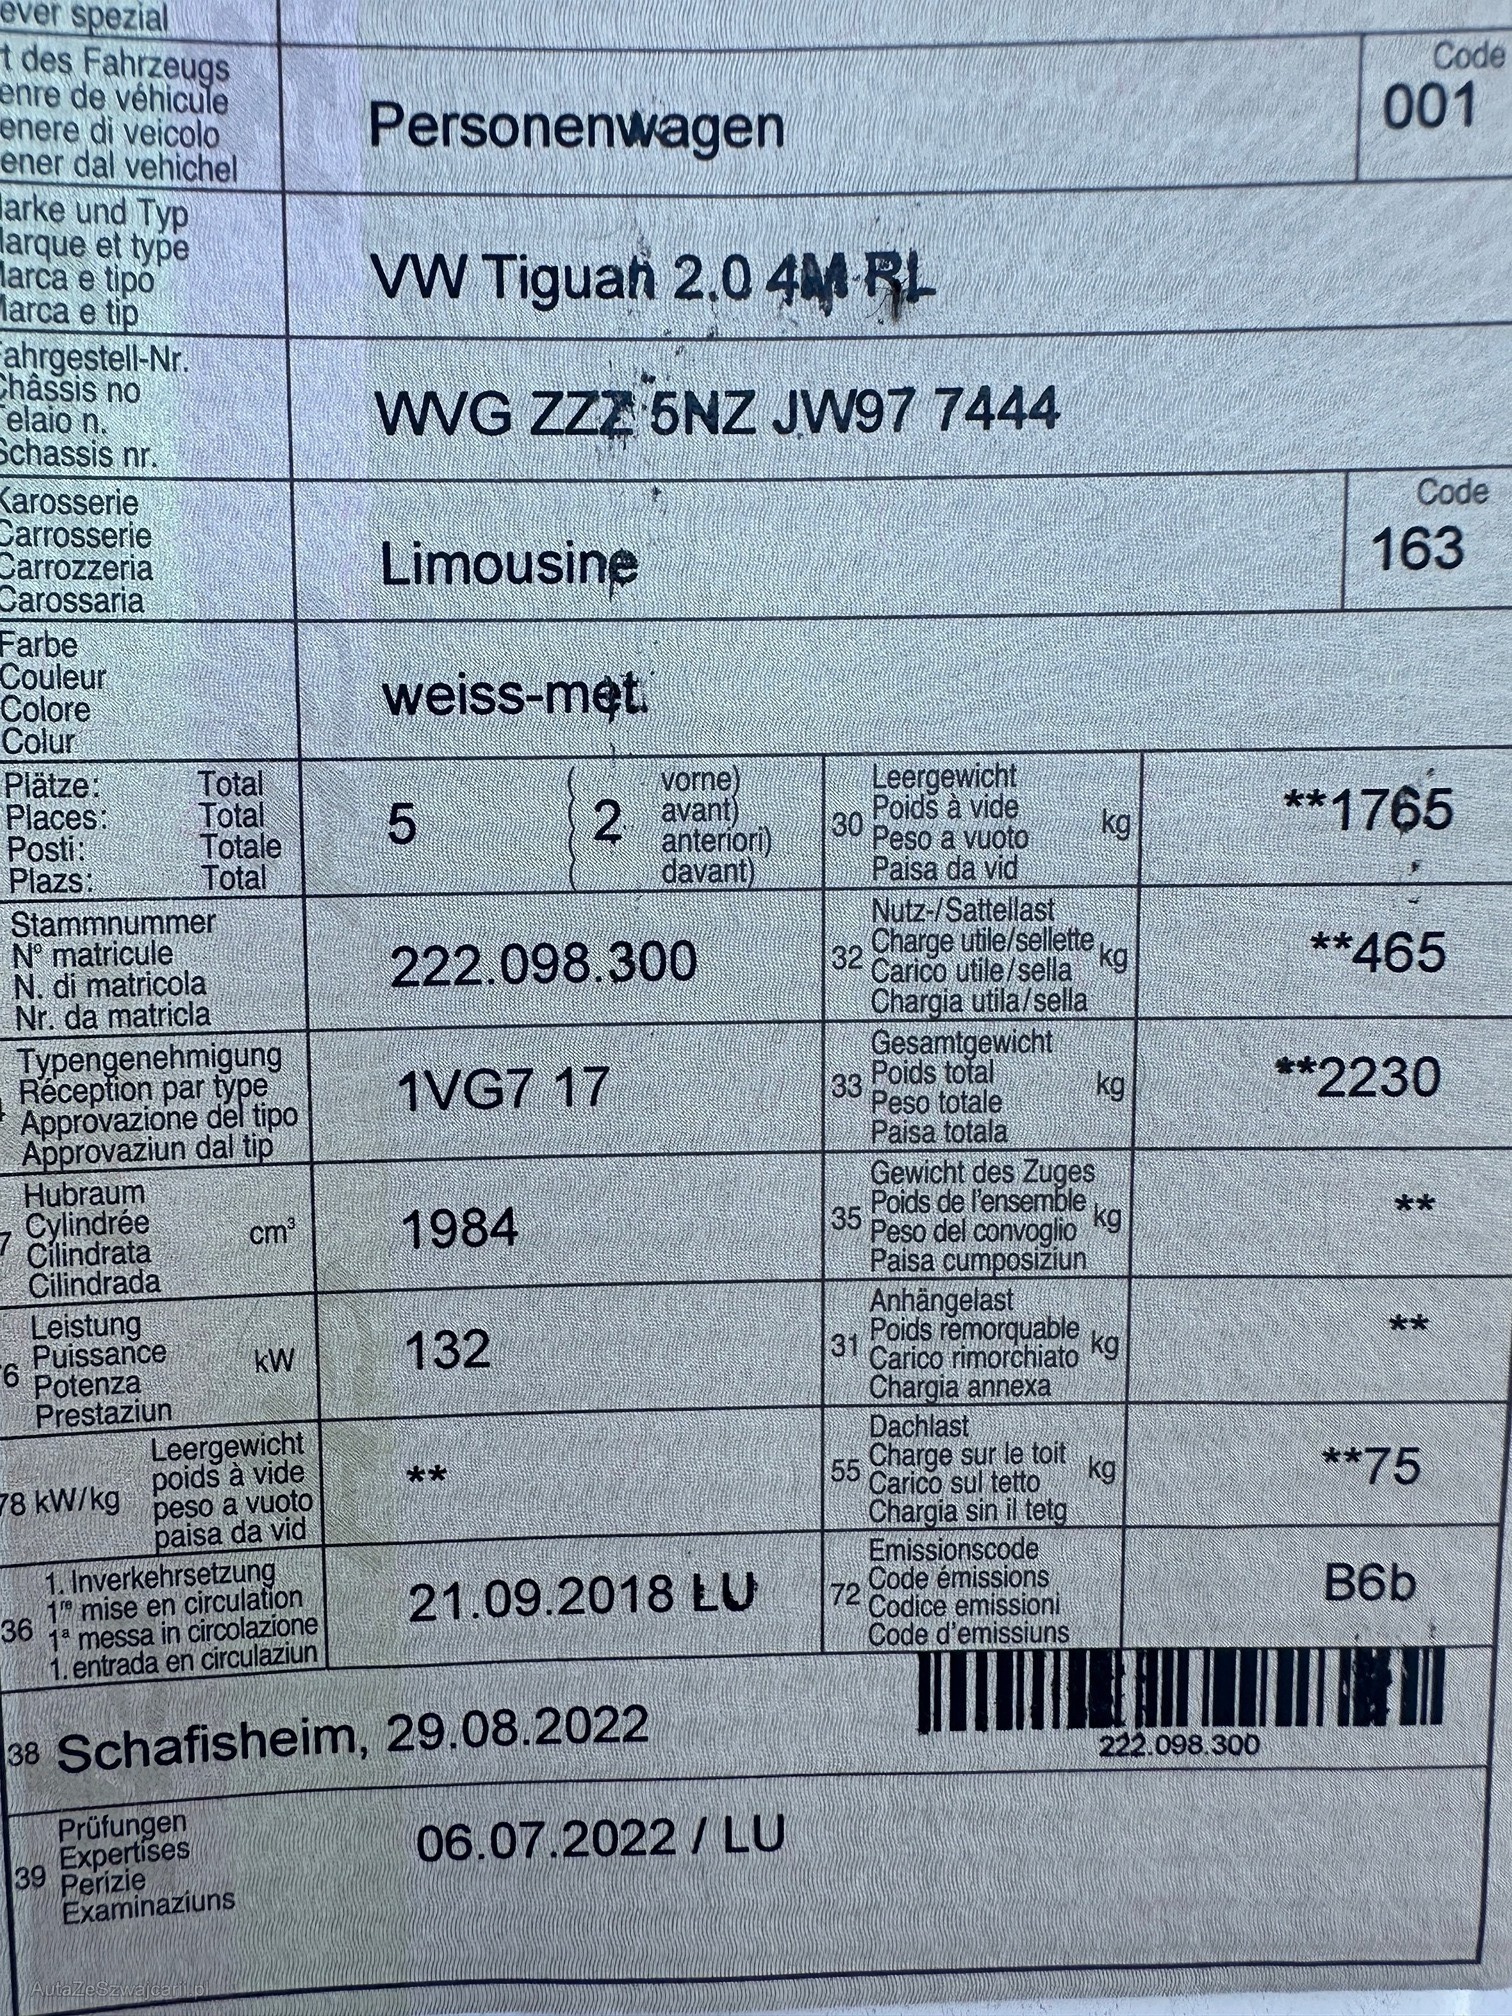 ever spezial
t des Fahrzeugs
enre de véhicule
enere di veicolo
ener dal vehichel
Personenwagen
Code
001
larke und Typ
larque et type
larca e tipo
larca e tip
VW Tiguan 2.0 4M RL
ahrgestell-Nr.
Châssis no
elaio n.
Schassis nr.
WVG ZZZ 5NZ JW97 7444
Karosserie
Carrosserie
Carrozzeria
Carossaria
Limousine
Code
163
Farbe
Couleur
Colore
Colur
weiss-met.
Plätze: Total
Places: Total
Posti: Totale
Plazs: Total
5 ( 2 vorne)
avant)
anteriori)
davant)
30 Leergewicht
Poids à vide
Peso a vuoto
Paisa da vid
kg
**1765
Stammnummer
N° matricule
N. di matricola
Nr. da matricla
222.098.300
32 Nutz-/Sattellast
Charge utile/sellette
Carico utile/sella
Chargia utila/sella
kg
**465
Typengenehmigung
Réception par type
Approvazione del tipo
Approvaziun dal tip
1VG7 17
33 Gesamtgewicht
Poids total
Peso totale
Paisa totala
kg
**2230
7 Hubraum
Cylindrée
Cilindrata
Cilindrada
cm³
1984
35 Gewicht des Zuges
Poids de l'ensemble
Peso del convoglio
Paisa cumposiziun
kg
**
6 Leistung
Puissance
Potenza
Prestaziun
kW
132
31 Anhängelast
Poids remorquable
Carico rimorchiato
Chargia annexa
kg
**
78 kW/kg Leergewicht
poids à vide
peso a vuoto
paisa da vid
**
55 Dachlast
Charge sur le toit
Carico sul tetto
Chargia sin il tetg
kg
**75
36 1. Inverkehrsetzung
1re mise en circulation
1a messa in circolazione
1. entrada en circulaziun
21.09.2018 LU
72 Emissionscode
Code émissions
Codice emissioni
Code d'emissiuns
B6b
38 Schafisheim, 29.08.2022
222.098.300
39 Prüfungen
Expertises
Perizie
Examinaziuns
06.07.2022 / LU
AutaZeSzwajcarii.pl